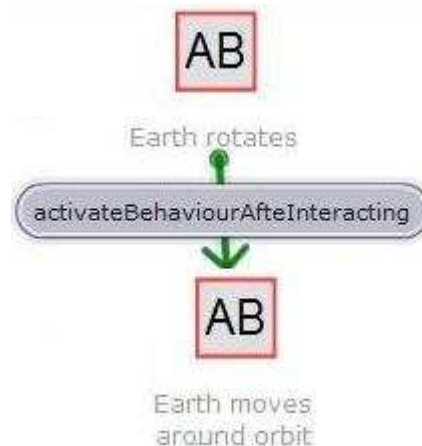 AB
Earth rotates
activateBehaviourAfteInteracting
AB
Earth moves
around orbit